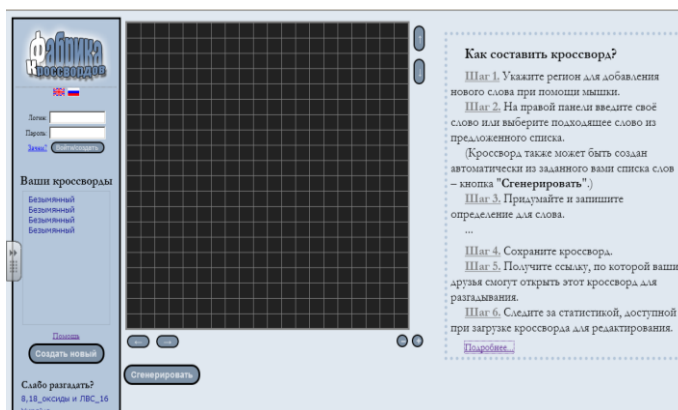 Фабрика
Кроссвордов
Логин:
Пароль:
Зачем?
Войти/создать
Ваши кроссворды
Безымянный
Безымянный
Безымянный
Безымянный
Помощь
Создать новый
Слабо разгадать?
8,18_оксиды и ЛВС_16
Сгенерировать
Как составить кроссворд?
Шаг 1. Укажите регион для добавления
нового слова при помощи мышки.
Шаг 2. На правой панели введите своё
слово или выберите подходящее слово из
предложенного списка.
(Кроссворд также может быть создан
автоматически из заданного вами списка слов
– кнопка "Сгенерировать".)
Шаг 3. Придумайте и запишите
определение для слова.
...
Шаг 4. Сохраните кроссворд.
Шаг 5. Получите ссылку, по которой ваши
друзья смогут открыть этот кроссворд для
разгадывания.
Шаг 6. Следите за статистикой, доступной
при загрузке кроссворда для редактирования.
Подробнее...